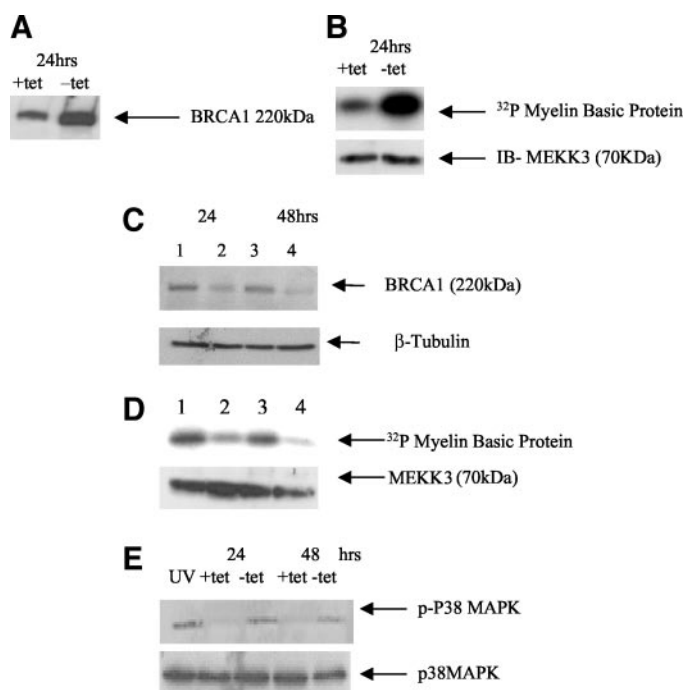 A
24hrs
+tet –tet
BRCA1 220kDa
B
24hrs
+tet -tet
32P Myelin Basic Protein
IB- MEKK3 (70KDa)
C
24 48hrs
1 2 3 4
BRCA1 (220kDa)
β-Tubulin
D
1 2 3 4
32P Myelin Basic Protein
MEKK3 (70kDa)
E
24 48 hrs
UV +tet -tet +tet -tet
p-P38 MAPK
p38MAPK